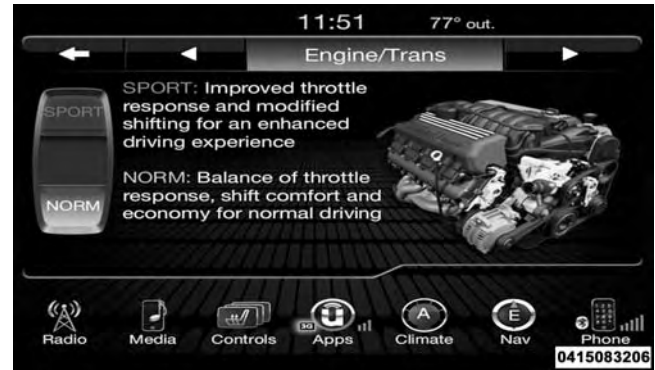 11:51 77° out.
Engine/Trans
SPORT
NORM
SPORT: Improved throttle
response and modified
shifting for an enhanced
driving experience
NORM: Balance of throttle
response, shift comfort and
economy for normal driving
Radio
Media
Controls
3G
Apps
A
Climate
E
Nav
Phone
0415083206